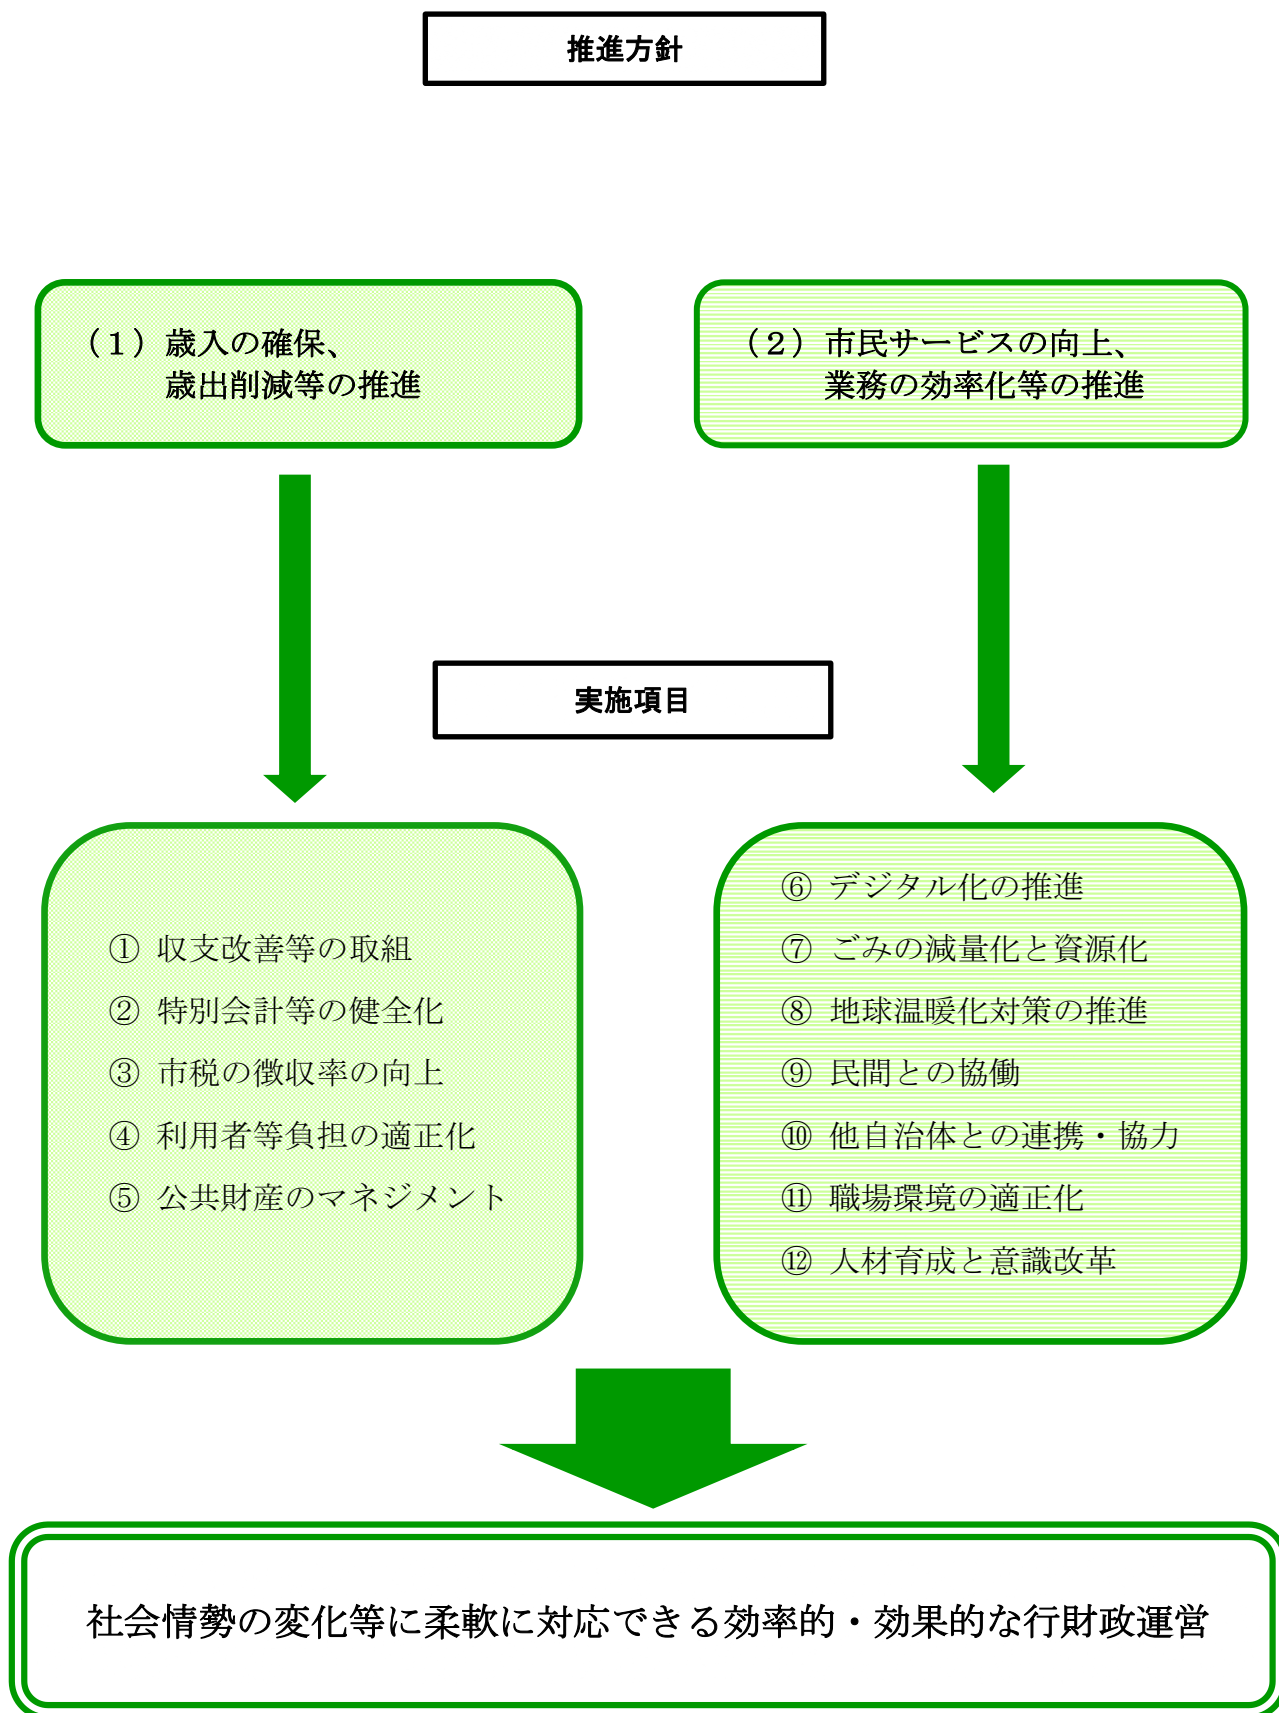 推進方針
（１）歳入の確保、
歳出削減等の推進
（２）市民サービスの向上、
業務の効率化等の推進
実施項目
① 収支改善等の取組
② 特別会計等の健全化
③ 市税の徴収率の向上
④ 利用者等負担の適正化
⑤ 公共財産のマネジメント
⑥ デジタル化の推進
⑦ ごみの減量化と資源化
⑧ 地球温暖化対策の推進
⑨ 民間との協働
⑩ 他自治体との連携・協力
⑪ 職場環境の適正化
⑫ 人材育成と意識改革
社会情勢の変化等に柔軟に対応できる効率的・効果的な行財政運営